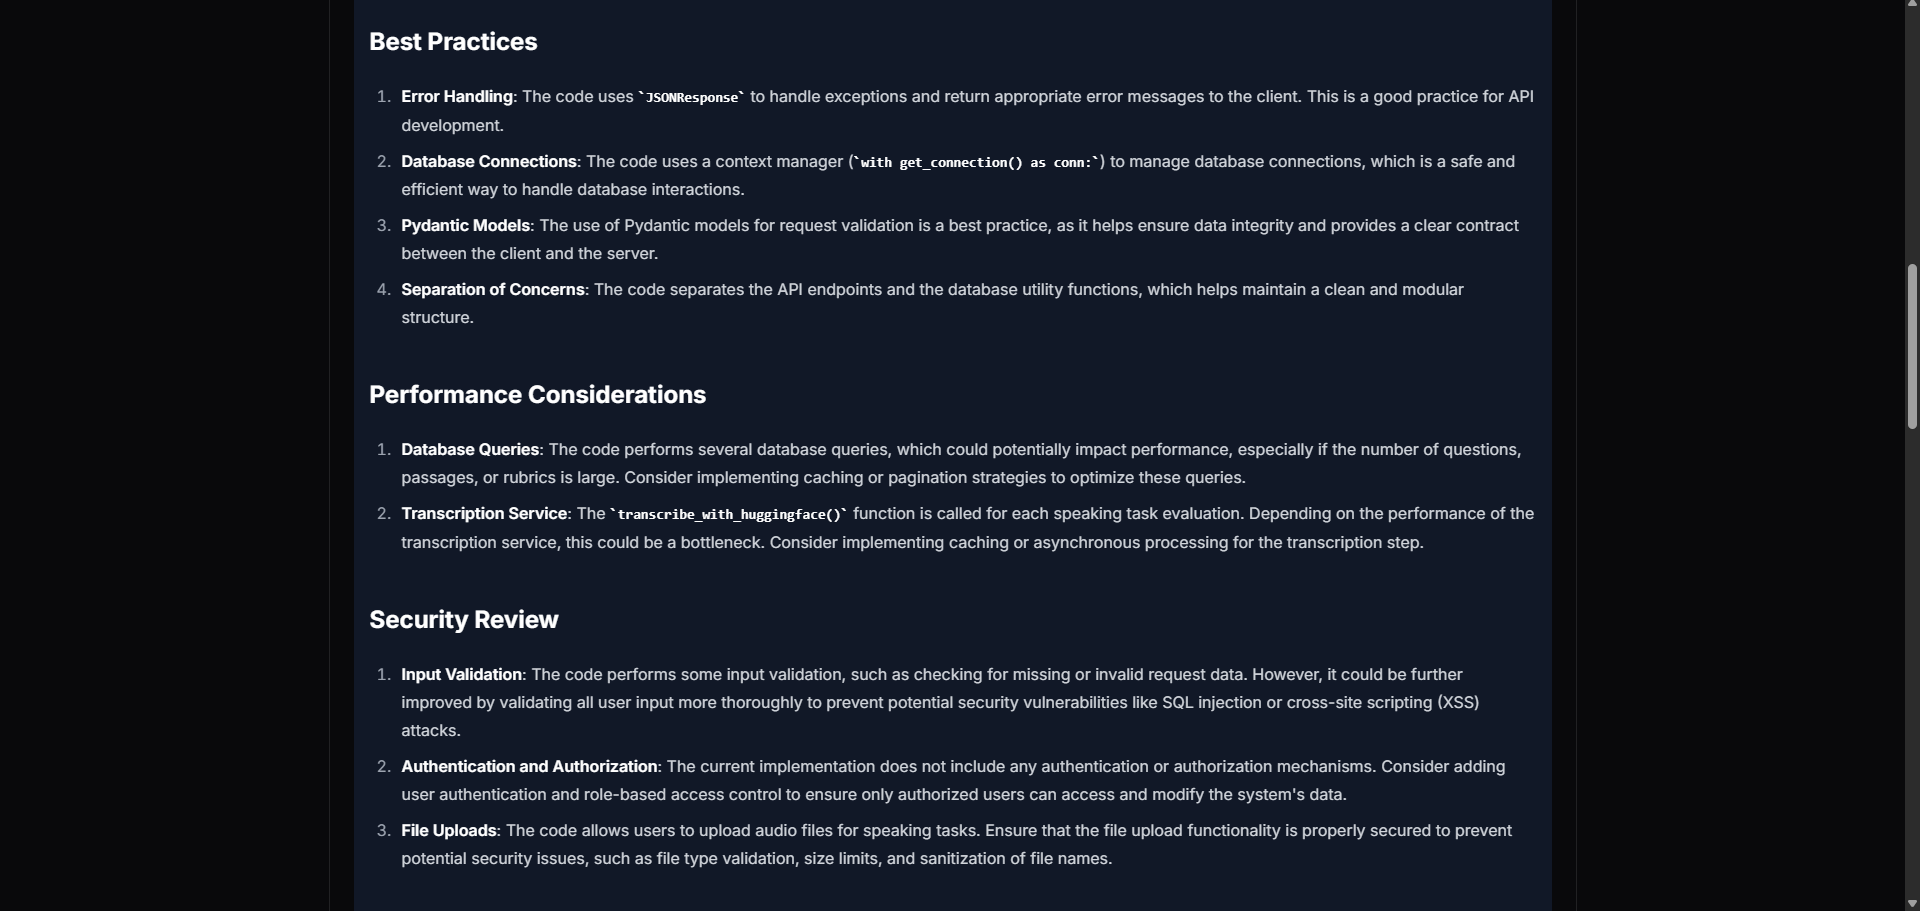 Best Practices
1. Error Handling: The code uses `JSONResponse` to handle exceptions and return appropriate error messages to the client. This is a good practice for API
development.
2. Database Connections: The code uses a context manager (`with get_connection() as conn:`) to manage database connections, which is a safe and
efficient way to handle database interactions.
3. Pydantic Models: The use of Pydantic models for request validation is a best practice, as it helps ensure data integrity and provides a clear contract
between the client and the server.
4. Separation of Concerns: The code separates the API endpoints and the database utility functions, which helps maintain a clean and modular
structure.
Performance Considerations
1. Database Queries: The code performs several database queries, which could potentially impact performance, especially if the number of questions,
passages, or rubrics is large. Consider implementing caching or pagination strategies to optimize these queries.
2. Transcription Service: The `transcribe_with_huggingface()` function is called for each speaking task evaluation. Depending on the performance of the
transcription service, this could be a bottleneck. Consider implementing caching or asynchronous processing for the transcription step.
Security Review
1. Input Validation: The code performs some input validation, such as checking for missing or invalid request data. However, it could be further
improved by validating all user input more thoroughly to prevent potential security vulnerabilities like SQL injection or cross-site scripting (XSS)
attacks.
2. Authentication and Authorization: The current implementation does not include any authentication or authorization mechanisms. Consider adding
user authentication and role-based access control to ensure only authorized users can access and modify the system's data.
3. File Uploads: The code allows users to upload audio files for speaking tasks. Ensure that the file upload functionality is properly secured to prevent
potential security issues, such as file type validation, size limits, and sanitization of file names.